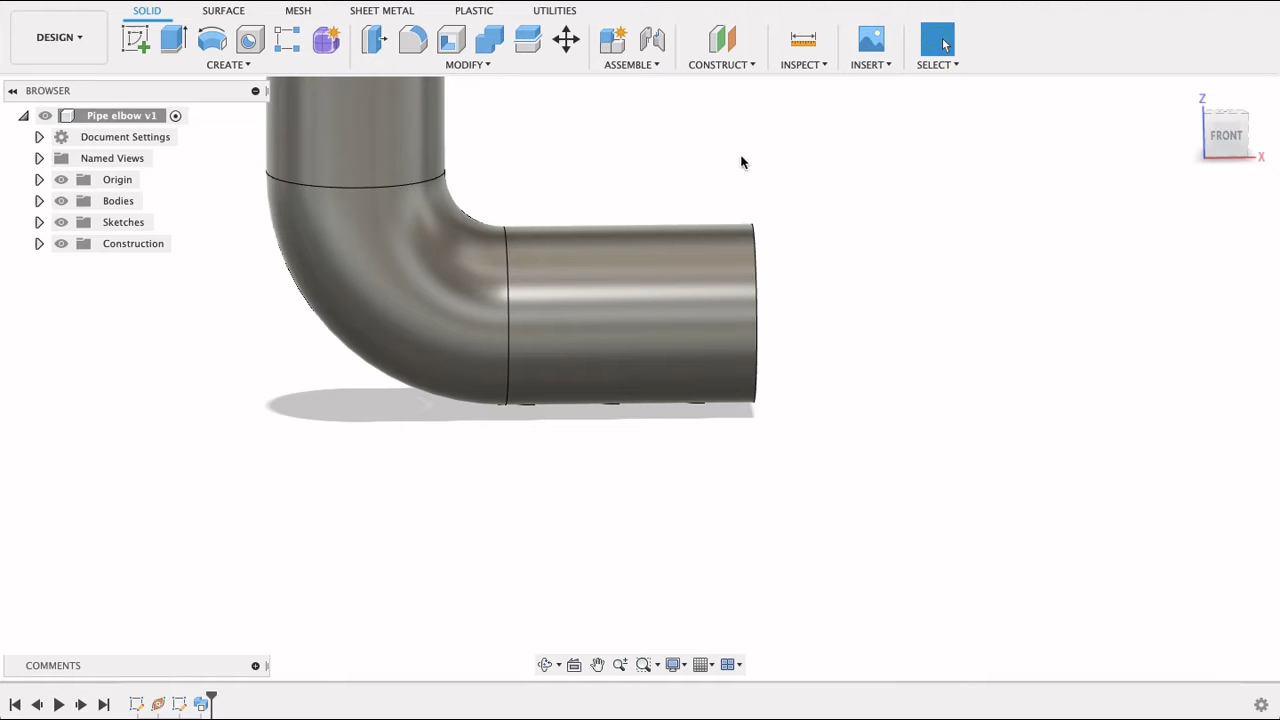 DESIGN
SOLID
SURFACE
MESH
SHEET METAL
PLASTIC
UTILITIES
CREATE
MODIFY
ASSEMBLE
CONSTRUCT
INSPECT
INSERT
SELECT
BROWSER
Pipe elbow v1
Document Settings
Named Views
Origin
Bodies
Sketches
Construction
Z
FRONT
X
COMMENTS